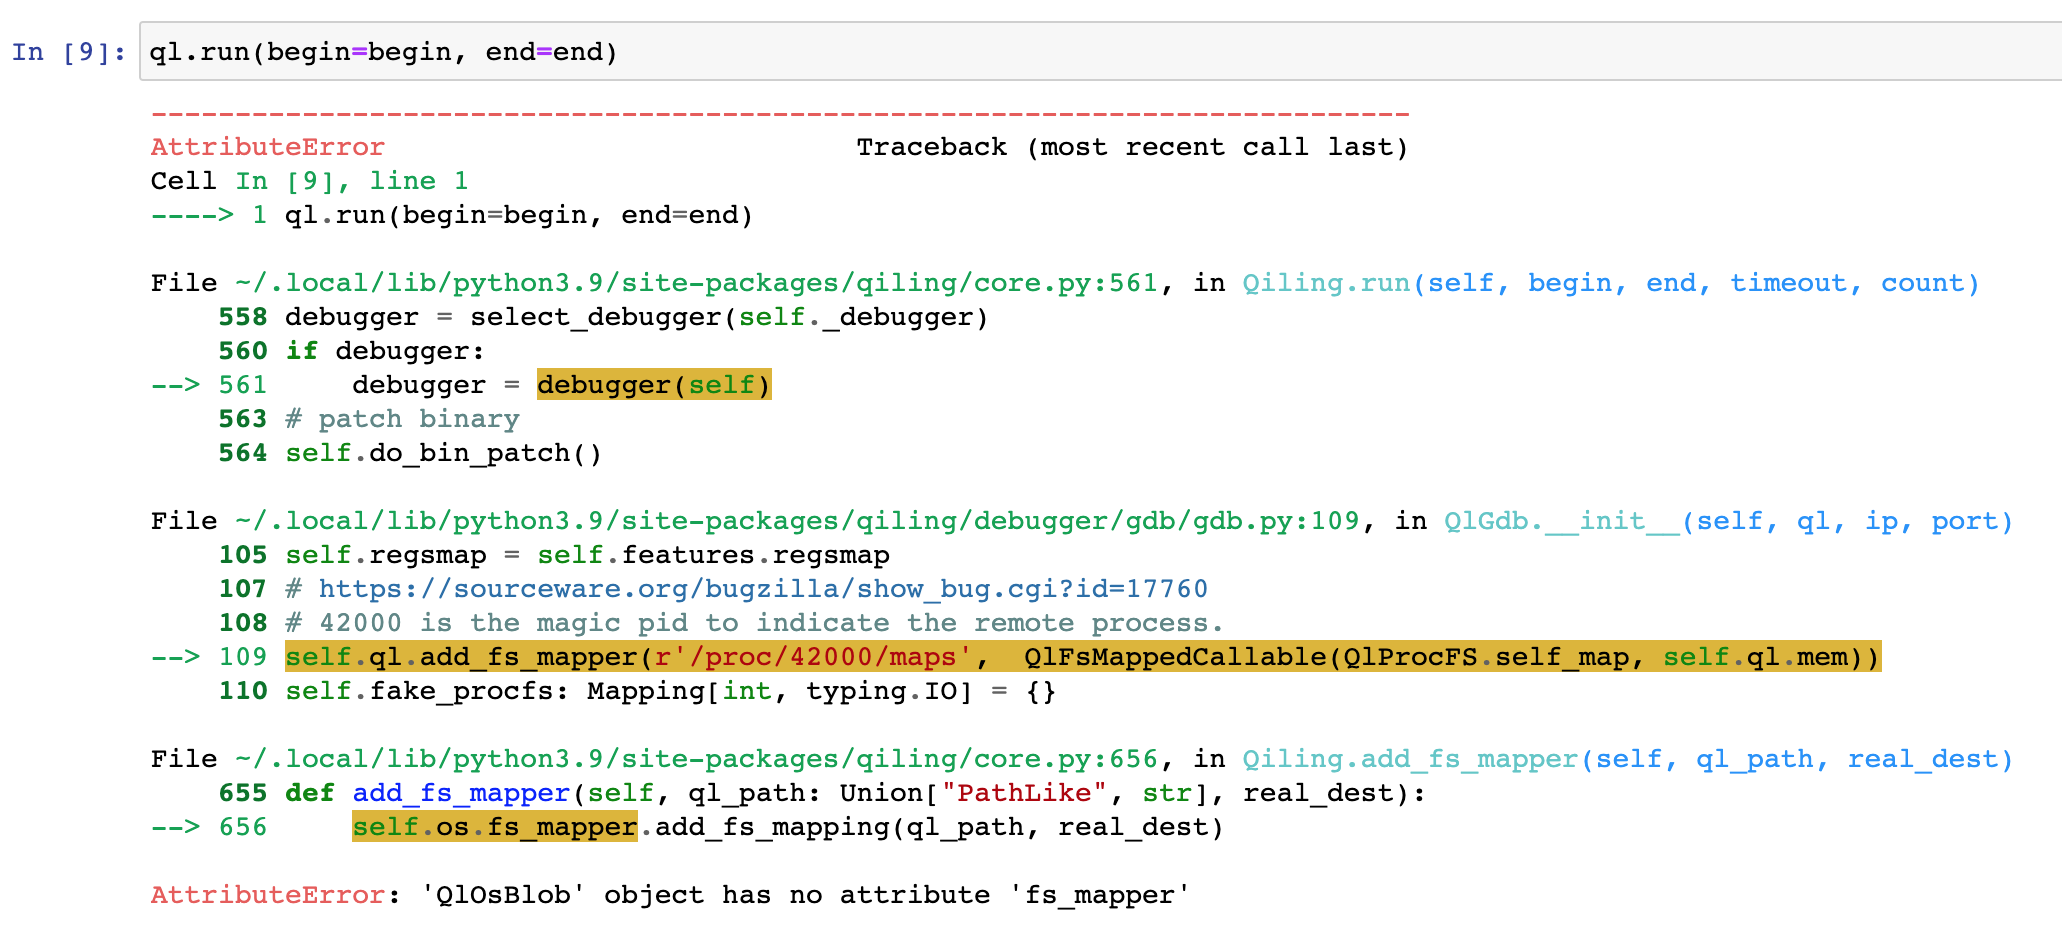 In [9]: ql.run(begin=begin, end=end)
---------------------------------------------------------------------------
AttributeError                            Traceback (most recent call last)
Cell In [9], line 1
----> 1 ql.run(begin=begin, end=end)
File ~/.local/lib/python3.9/site-packages/qiling/core.py:561, in Qiling.run(self, begin, end, timeout, count)
    558 debugger = select_debugger(self._debugger)
    560 if debugger:
--> 561     debugger = debugger(self)
    563 # patch binary
    564 self.do_bin_patch()
File ~/.local/lib/python3.9/site-packages/qiling/debugger/gdb/gdb.py:109, in QlGdb.__init__(self, ql, ip, port)
    105 self.regsmap = self.features.regsmap
    107 # https://sourceware.org/bugzilla/show_bug.cgi?id=17760
    108 # 42000 is the magic pid to indicate the remote process.
--> 109 self.ql.add_fs_mapper(r'/proc/42000/maps',  QlFsMappedCallable(QlProcFS.self_map, self.ql.mem))
    110 self.fake_procfs: Mapping[int, typing.IO] = {}
File ~/.local/lib/python3.9/site-packages/qiling/core.py:656, in Qiling.add_fs_mapper(self, ql_path, real_dest)
    655 def add_fs_mapper(self, ql_path: Union["PathLike", str], real_dest):
--> 656     self.os.fs_mapper.add_fs_mapping(ql_path, real_dest)
AttributeError: 'QlOsBlob' object has no attribute 'fs_mapper'